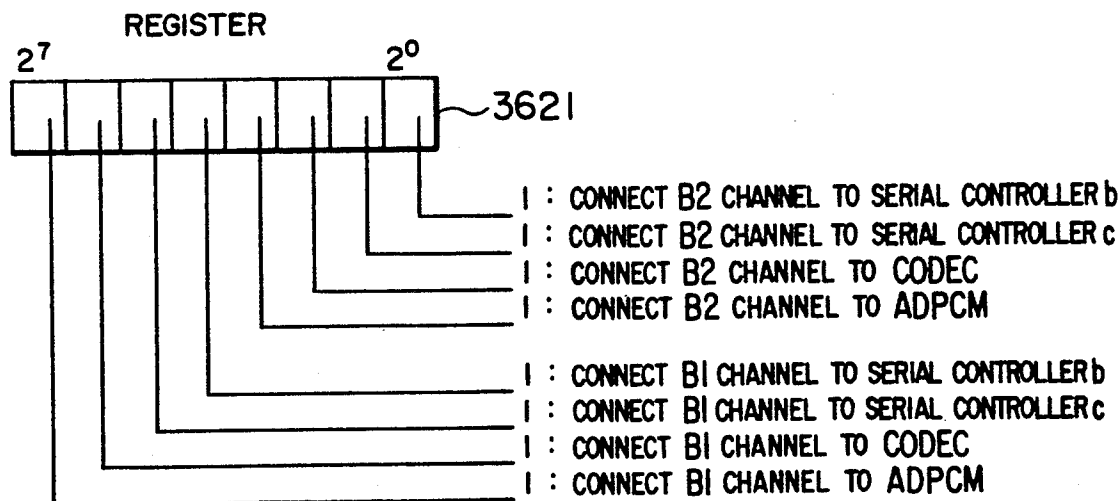 REGISTER
2⁷ 2⁰
3621
1 : CONNECT B2 CHANNEL TO SERIAL CONTROLLER b
1 : CONNECT B2 CHANNEL TO SERIAL CONTROLLER c
1 : CONNECT B2 CHANNEL TO CODEC
1 : CONNECT B2 CHANNEL TO ADPCM
1 : CONNECT B1 CHANNEL TO SERIAL CONTROLLER b
1 : CONNECT B1 CHANNEL TO SERIAL CONTROLLER c
1 : CONNECT B1 CHANNEL TO CODEC
1 : CONNECT B1 CHANNEL TO ADPCM